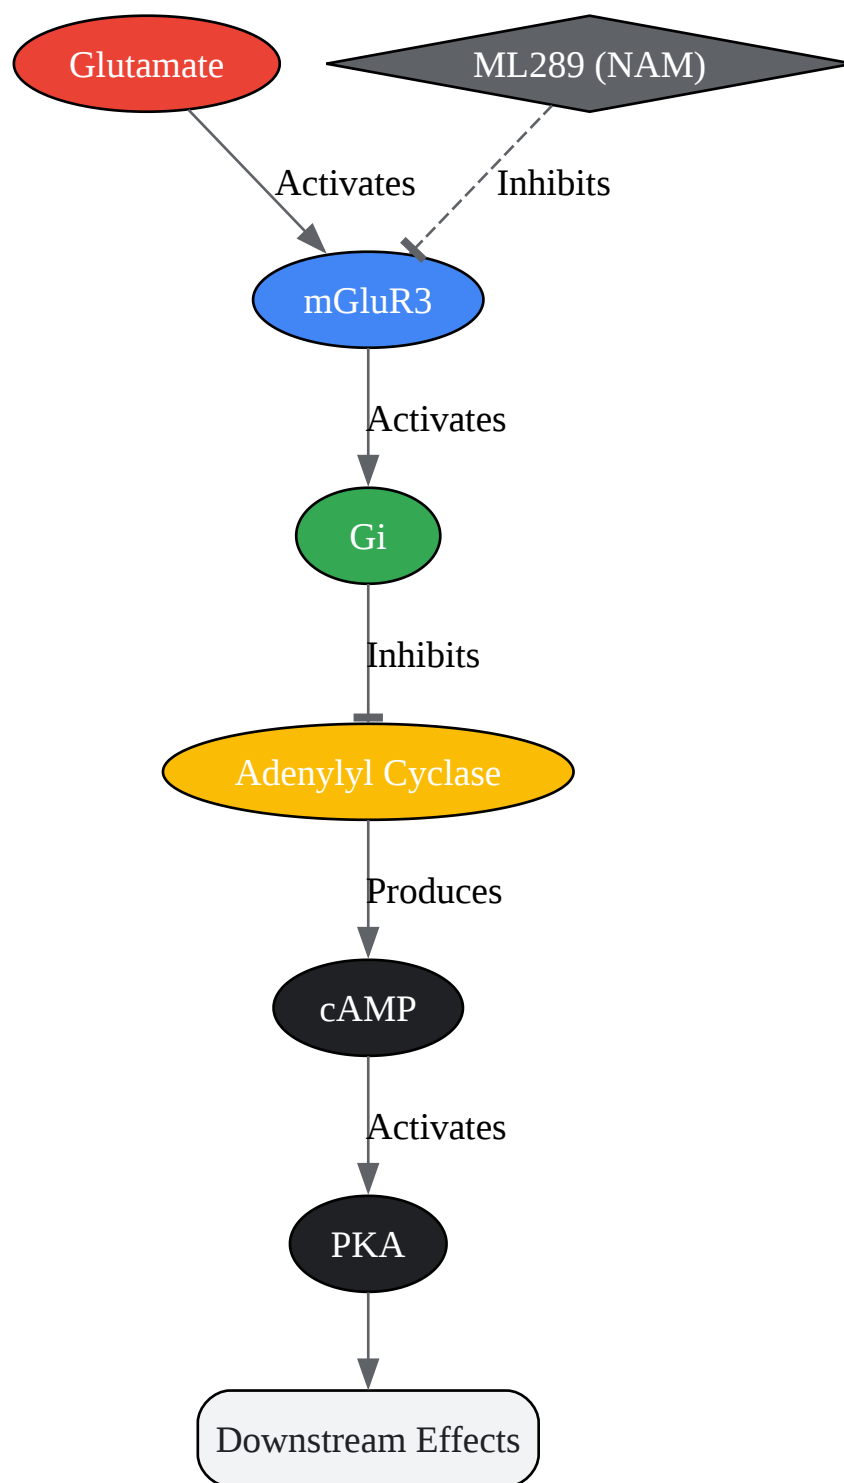 Glutamate
ML289 (NAM)
Activates
Inhibits
mGluR3
Activates
Gi
Inhibits
Adenylyl Cyclase
Produces
cAMP
Activates
PKA
Downstream Effects